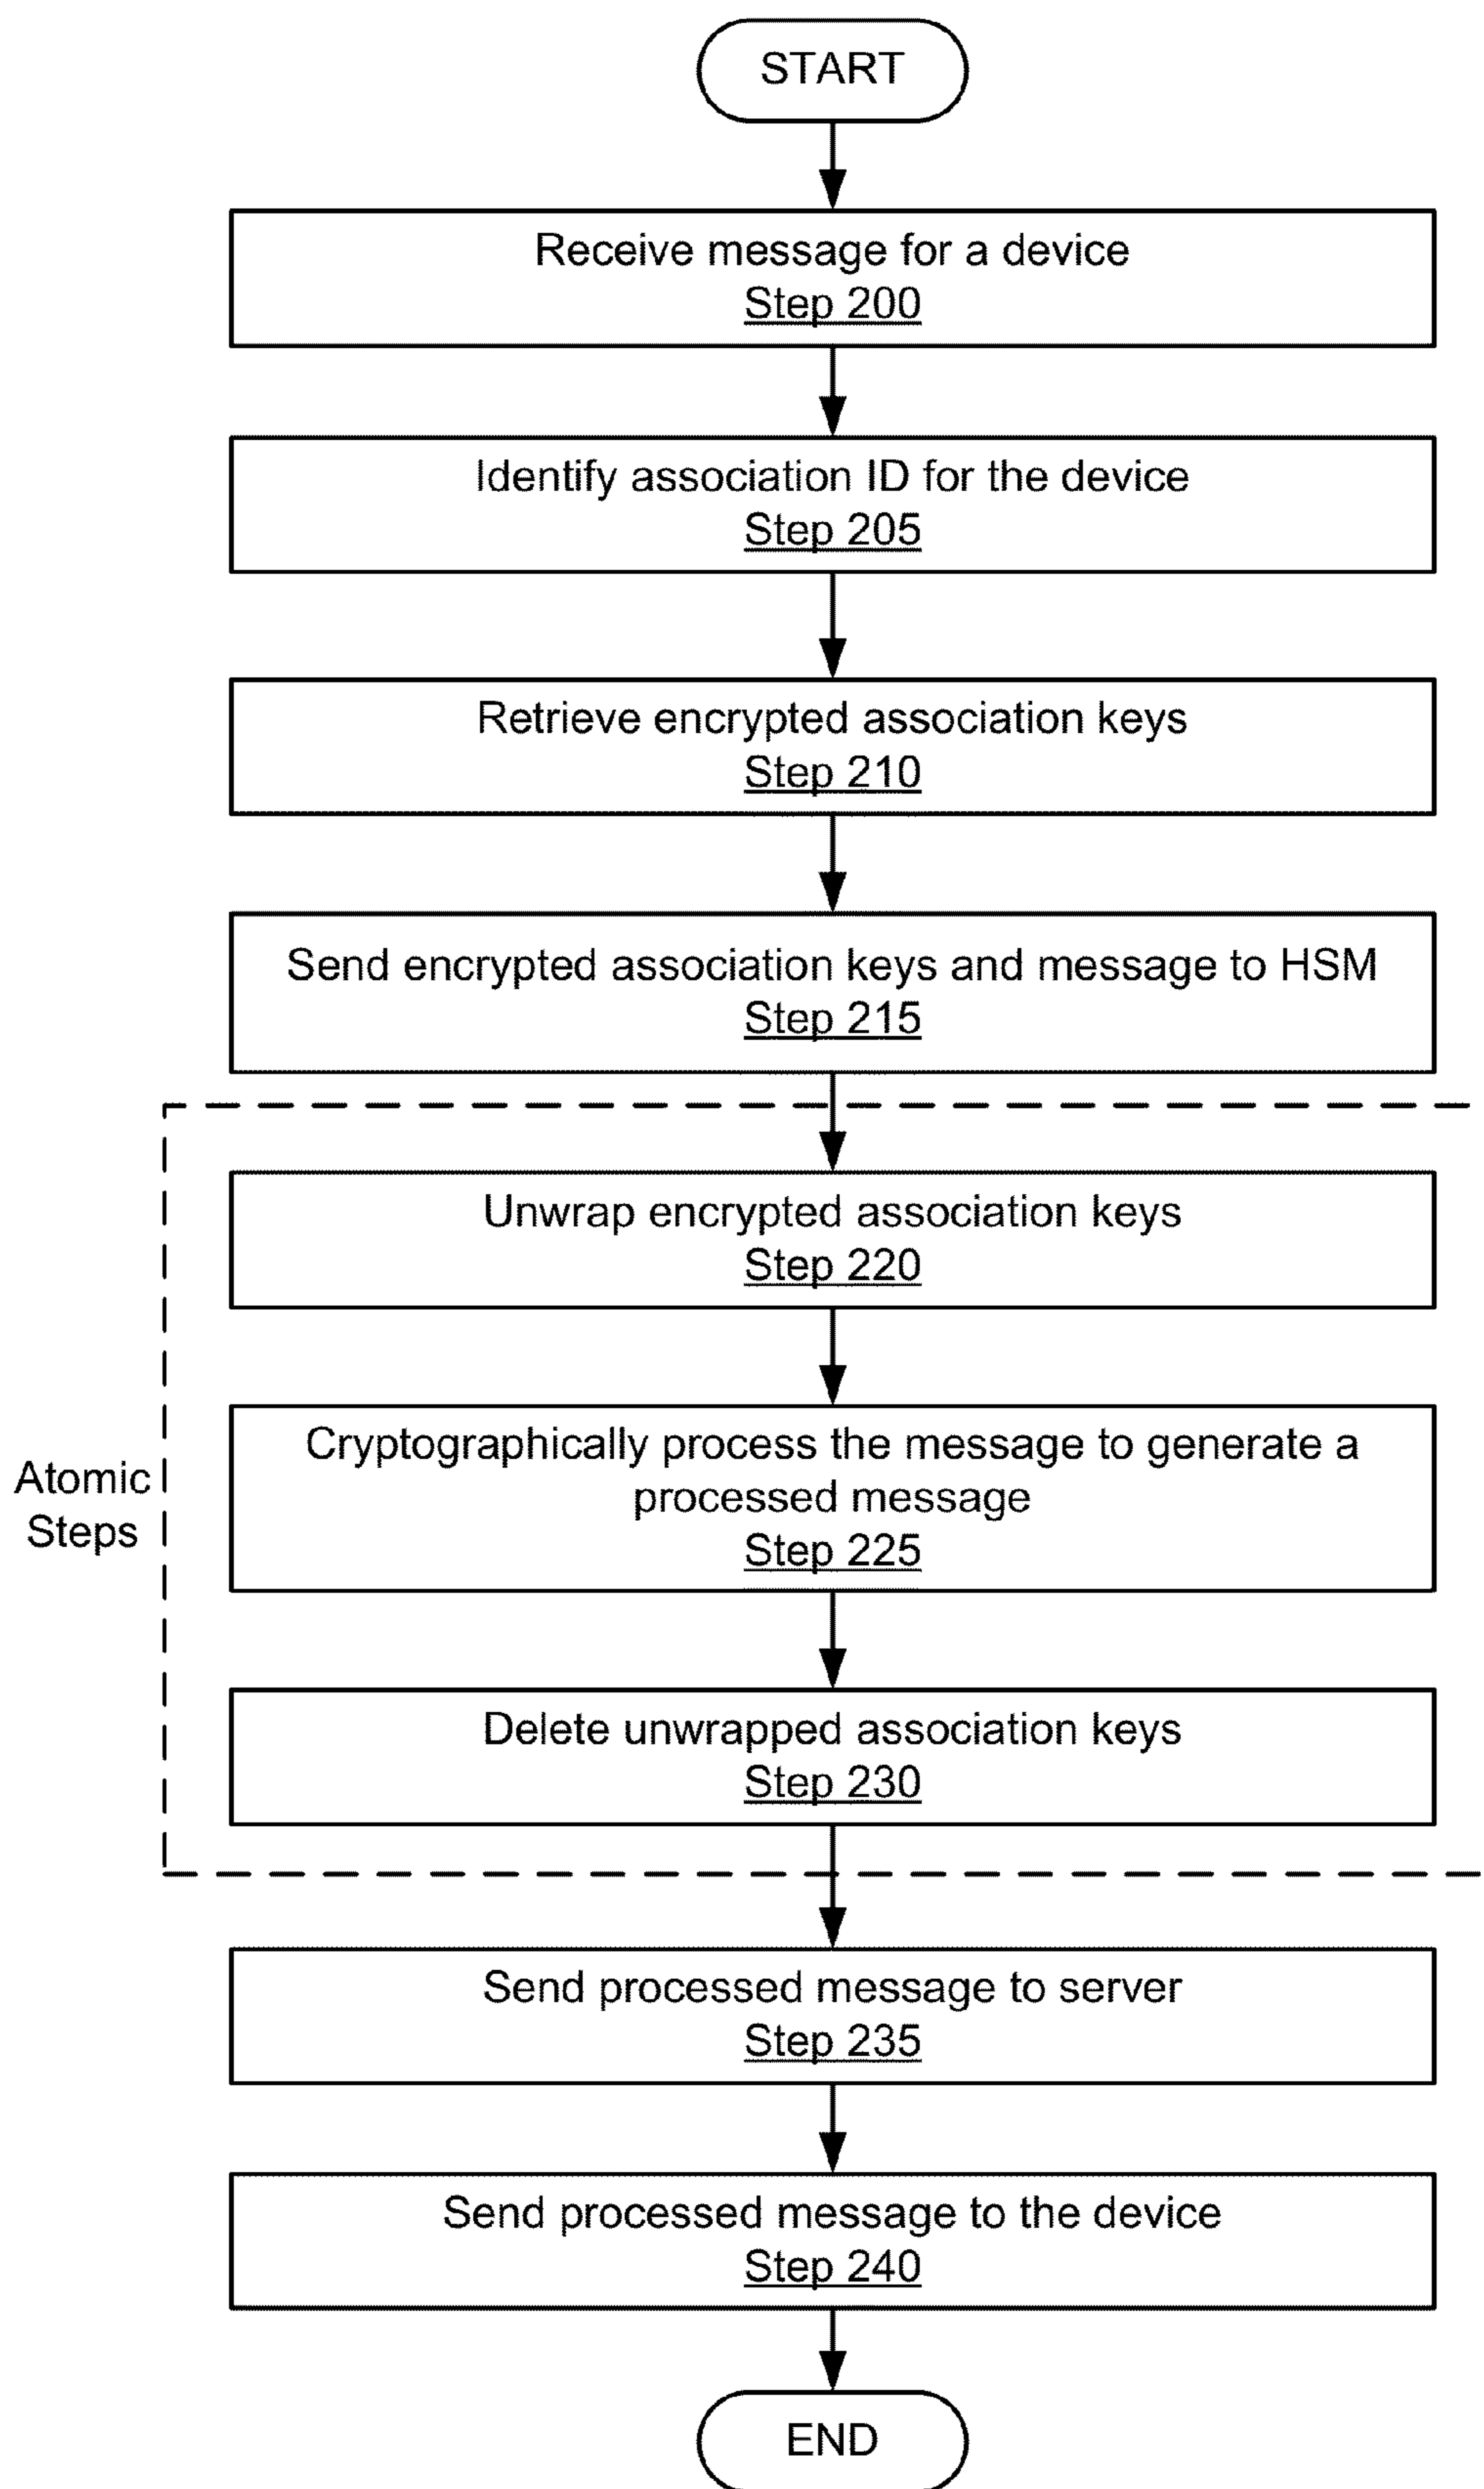 START
Receive message for a device
Step 200
Identify association ID for the device
Step 205
Retrieve encrypted association keys
Step 210
Send encrypted association keys and message to HSM
Step 215
Unwrap encrypted association keys
Step 220
Cryptographically process the message to generate a
processed message
Step 225
Atomic
Steps
Delete unwrapped association keys
Step 230
Send processed message to server
Step 235
Send processed message to the device
Step 240
END